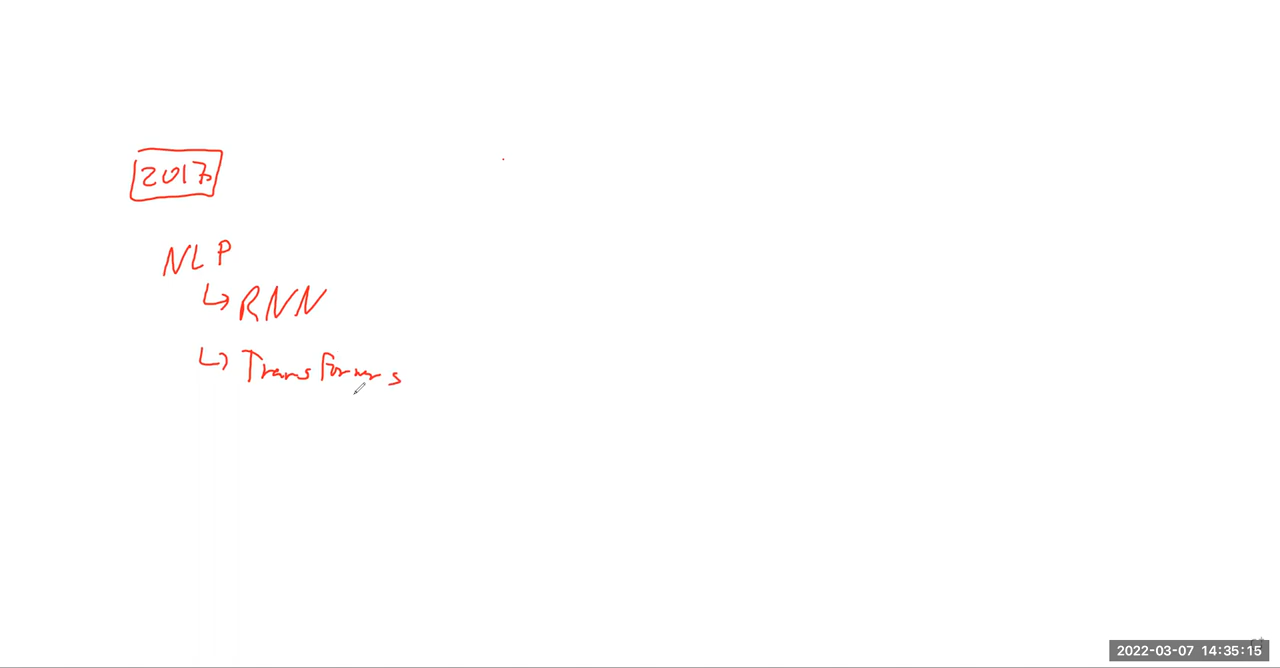 2017
NLP
↳ RNN
↳ Transformers
2022-03-07 14:35:15